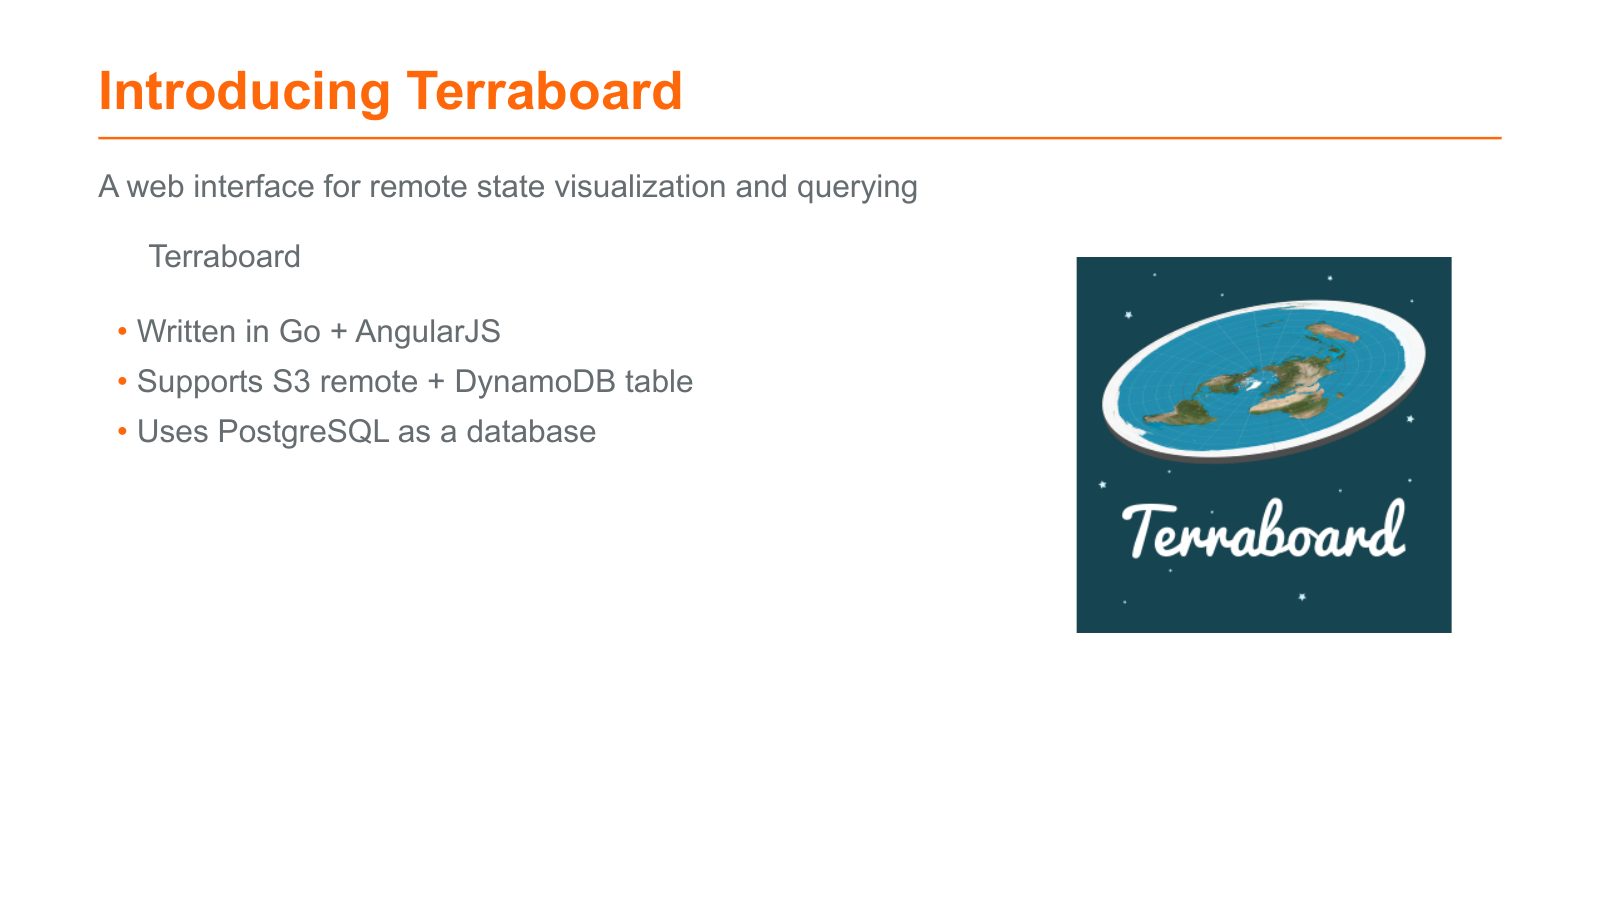 Introducing Terraboard
A web interface for remote state visualization and querying
Terraboard
• Written in Go + AngularJS
• Supports S3 remote + DynamoDB table
• Uses PostgreSQL as a database
Terraboard